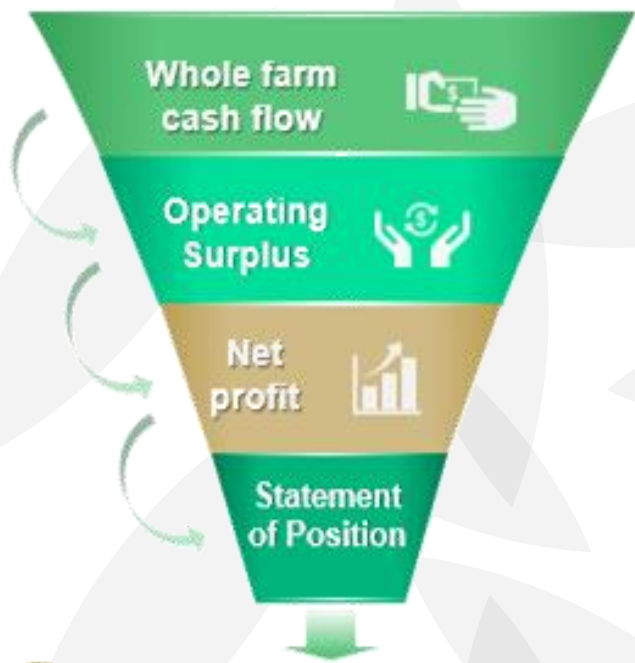 Whole farm
cash flow
Operating
Surplus
Net
profit
Statement
of Position